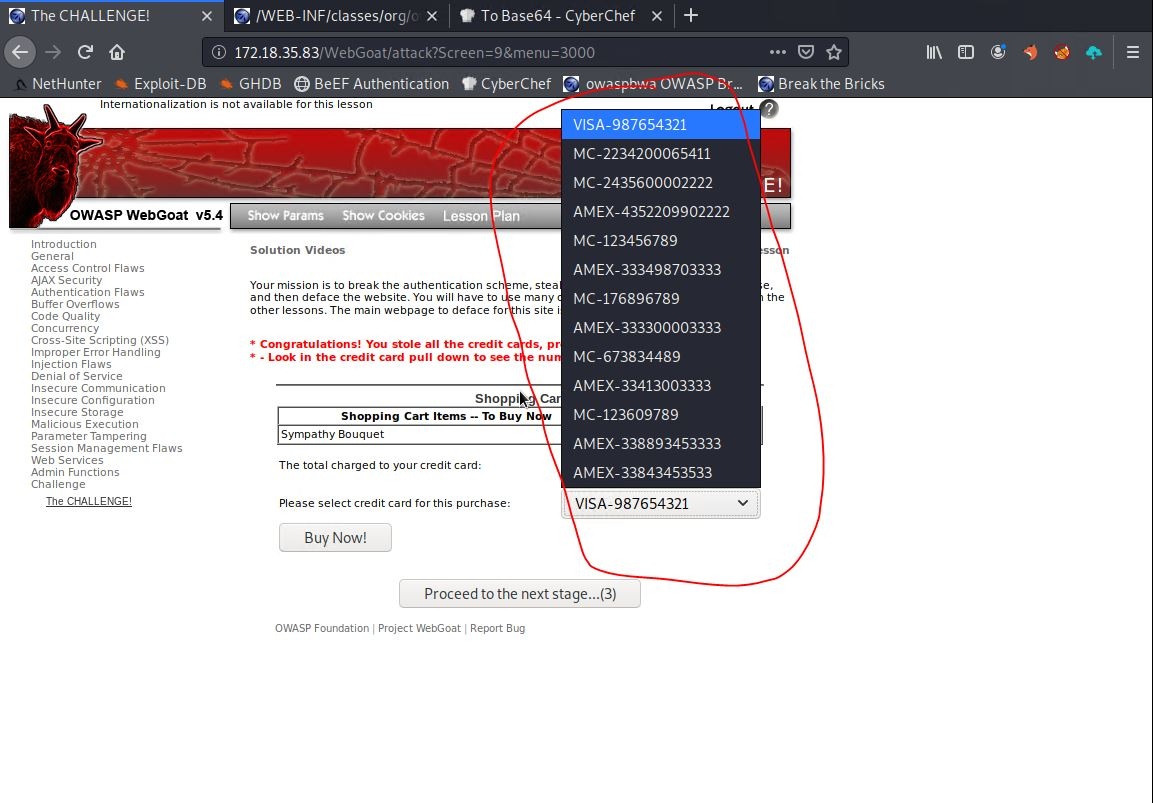 The CHALLENGE!
/WEB-INF/classes/org/o
To Base64 - CyberChef
172.18.35.83/WebGoat/attack?Screen=9&menu=3000
NetHunter
Exploit-DB
GHDB
BeEF Authentication
CyberChef
owaspbwa OWASP Br...
Break the Bricks
Internationalization is not available for this lesson
Logout ?
E!
OWASP WebGoat v5.4
Show Params
Show Cookies
Lesson Plan
Introduction
General
Access Control Flaws
AJAX Security
Authentication Flaws
Buffer Overflows
Code Quality
Concurrency
Cross-Site Scripting (XSS)
Improper Error Handling
Injection Flaws
Denial of Service
Insecure Communication
Insecure Configuration
Insecure Storage
Malicious Execution
Parameter Tampering
Session Management Flaws
Web Services
Admin Functions
Challenge
The CHALLENGE!
Solution Videos
esson
Your mission is to break the authentication scheme, steal se,
and then deface the website. You will have to use many o n the
other lessons. The main webpage to deface for this site i
* Congratulations! You stole all the credit cards, pr
* - Look in the credit card pull down to see the num
Shopping Car
Shopping Cart Items -- To Buy Now
Sympathy Bouquet
The total charged to your credit card:
Please select credit card for this purchase:
VISA-987654321
MC-2234200065411
MC-2435600002222
AMEX-4352209902222
MC-123456789
AMEX-333498703333
MC-176896789
AMEX-333300003333
MC-673834489
AMEX-33413003333
MC-123609789
AMEX-338893453333
AMEX-33843453533
VISA-987654321
Buy Now!
Proceed to the next stage...(3)
OWASP Foundation | Project WebGoat | Report Bug